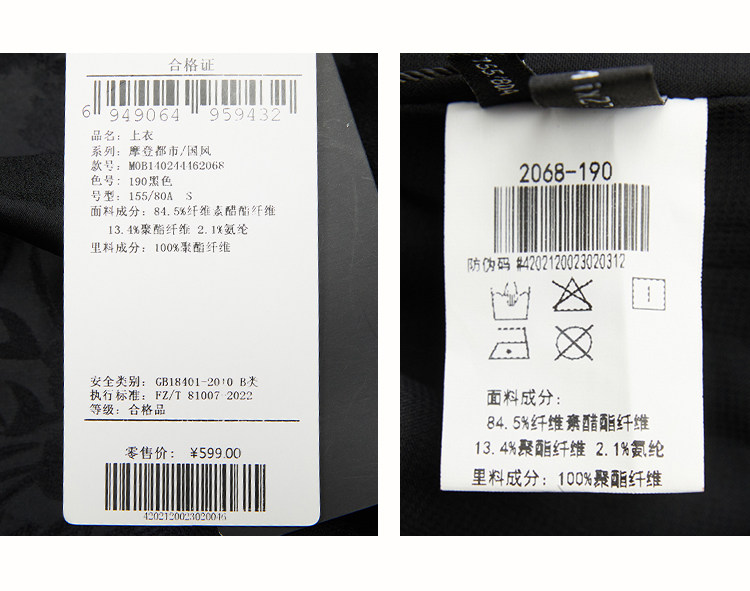 合格证
6 949064 959432
品名: 上衣
系列: 摩登都市/国风
款号: MOB140244462068
色号: 190黑色
号型: 155/80A S
面料成分: 84.5%纤维素醋酯纤维
13.4%聚酯纤维 2.1%氨纶
里料成分: 100%聚酯纤维
安全类别: GB18401-2010 B类
执行标准: FZ/T 81007-2022
等级: 合格品
零售价: ¥599.00
4202120023020046
155/80A
2068-190
防伪码 #4202120023020312
面料成分:
84.5%纤维素醋酯纤维
13.4%聚酯纤维 2.1%氨纶
里料成分: 100%聚酯纤维